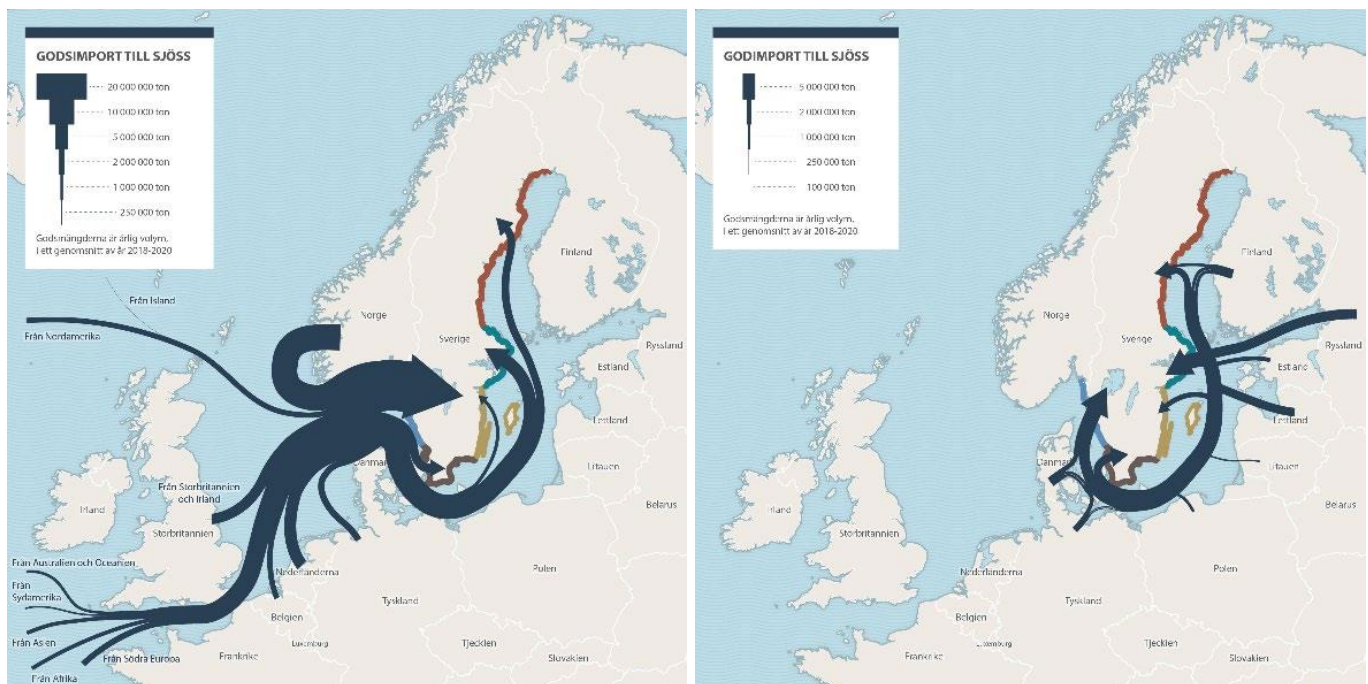 GODSIMPORT TILL SJÖSS
20 000 000 ton
10 000 000 ton
5 000 000 ton
2 000 000 ton
1 000 000 ton
250 000 ton
Godsmängderna är årlig volym,
i ett genomsnitt av år 2018-2020
Från Island
Från Nordamerika
Norge
Sverige
Finland
Ryssland
Estland
Lettland
Litauen
Belarus
Danmark
Från Storbritannien
och Irland
Irland
Storbritannien
Från Australien och Oceanien
Från
Sydamerika
Från Asien
Från Södra Europa
Från Afrika
Nederländerna
Belgien
Luxemburg
Frankrike
Tyskland
Polen
Tjeckien
Slovakien
GODIMPORT TILL SJÖSS
5 000 000 ton
2 000 000 ton
1 000 000 ton
250 000 ton
100 000 ton
Godsmängderna är årlig volym,
i ett genomsnitt av år 2018-2020
Norge
Sverige
Finland
Ryssland
Estland
Lettland
Litauen
Belarus
Danmark
Irland
Storbritannien
Nederländerna
Belgien
Luxemburg
Frankrike
Tyskland
Polen
Tjeckien
Slovakien